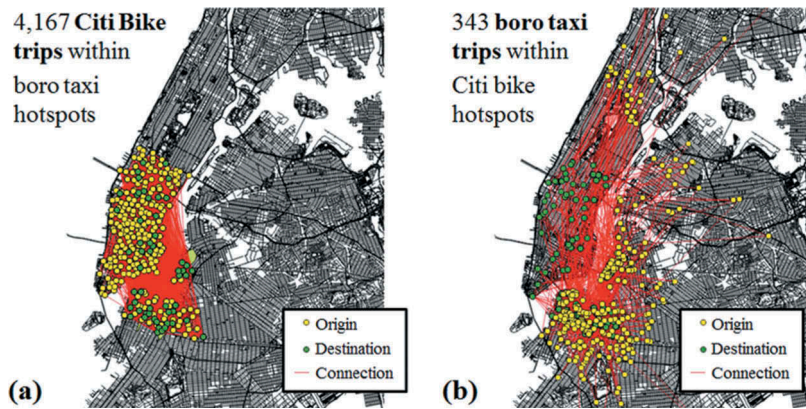 4,167 Citi Bike
trips within
boro taxi
hotspots
Origin
Destination
Connection
(a)
343 boro taxi
trips within
Citi bike
hotspots
Origin
Destination
Connection
(b)